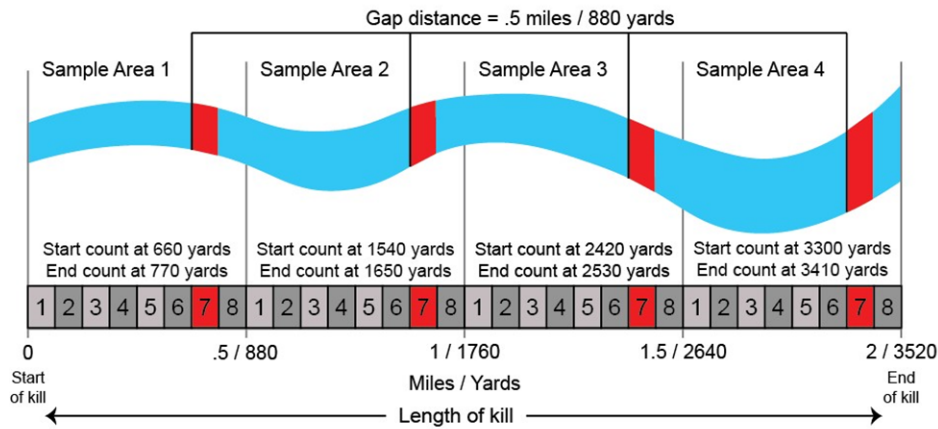 Gap distance = .5 miles / 880 yards
Sample Area 1
Sample Area 2
Sample Area 3
Sample Area 4
Start count at 660 yards
End count at 770 yards
Start count at 1540 yards
End count at 1650 yards
Start count at 2420 yards
End count at 2530 yards
Start count at 3300 yards
End count at 3410 yards
1 2 3 4 5 6 7 8 1 2 3 4 5 6 7 8 1 2 3 4 5 6 7 8 1 2 3 4 5 6 7 8
0 .5 / 880 1 / 1760 1.5 / 2640 2 / 3520
Start
of kill
Miles / Yards
End
of kill
Length of kill